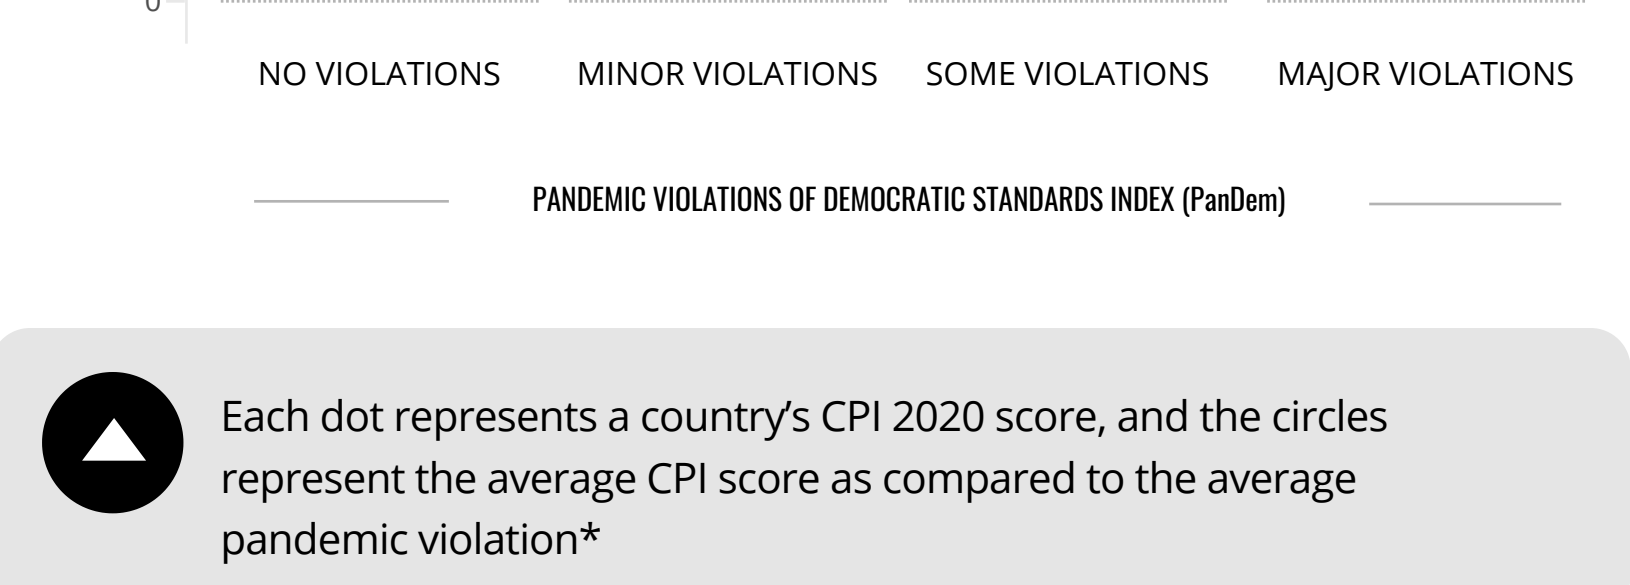 0
NO VIOLATIONS MINOR VIOLATIONS SOME VIOLATIONS MAJOR VIOLATIONS
PANDEMIC VIOLATIONS OF DEMOCRATIC STANDARDS INDEX (PanDem)
Each dot represents a country’s CPI 2020 score, and the circles
represent the average CPI score as compared to the average
pandemic violation*